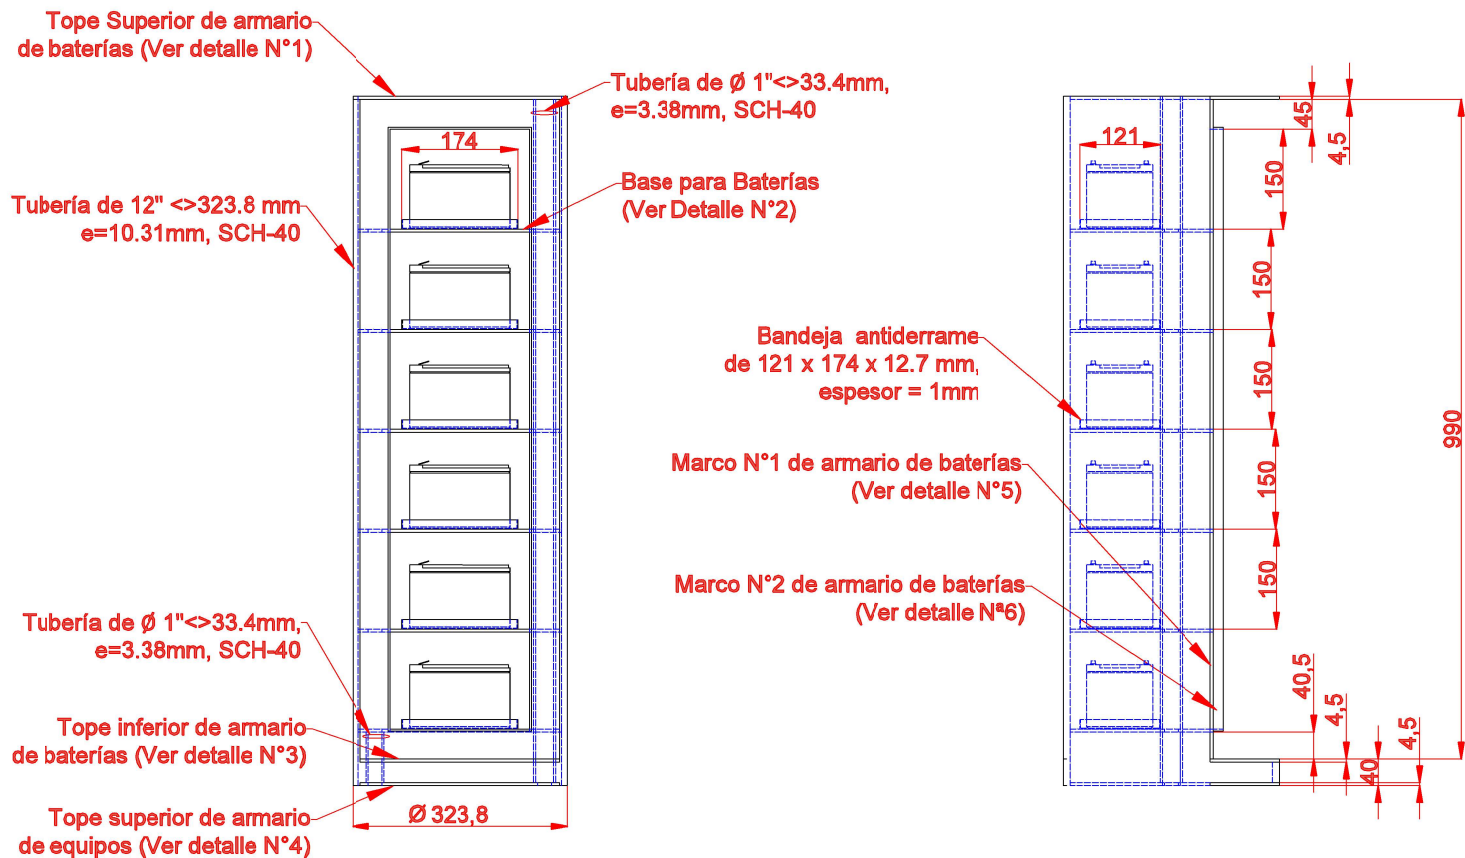 Tope Superior de armario
de baterías (Ver detalle N°1)
Tubería de Ø 1"<>33.4mm,
e=3.38mm, SCH-40
174
Base para Baterías
(Ver Detalle N°2)
Tubería de 12" <>323.8 mm
e=10.31mm, SCH-40
Tubería de Ø 1"<>33.4mm,
e=3.38mm, SCH-40
Tope inferior de armario
de baterías (Ver detalle N°3)
Tope superior de armario
de equipos (Ver detalle N°4)
Ø 323,8
121
45
4,5
150
150
Bandeja antiderrame
de 121 x 174 x 12.7 mm,
espesor = 1mm
150
990
Marco N°1 de armario de baterías
(Ver detalle N°5)
150
Marco N°2 de armario de baterías
(Ver detalle Nª6)
150
40,5
4,5
4,5
40